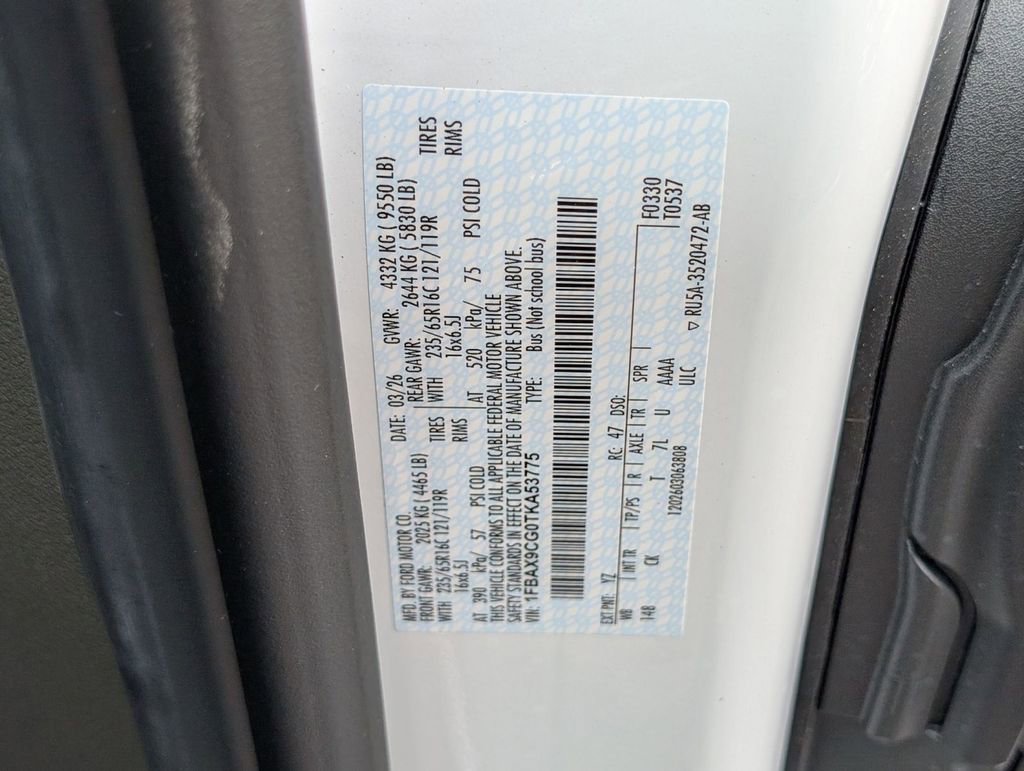 MFD. BY FORD MOTOR CO. DATE: 03/26 GVWR: 4332 KG ( 9550 LB)
FRONT GAWR: 2025 KG ( 4465 LB) REAR GAWR: 2644 KG ( 5830 LB)
WITH 235/65R16C 121/119R TIRES WITH 235/65R16C 121/119R TIRES
16x6.5J RIMS 16x6.5J RIMS
AT 390 kPa/ 57 PSI COLD AT 520 kPa/ 75 PSI COLD
THIS VEHICLE CONFORMS TO ALL APPLICABLE FEDERAL MOTOR VEHICLE
SAFETY STANDARDS IN EFFECT ON THE DATE OF MANUFACTURE SHOWN ABOVE.
VIN: 1FBAX9CG0TKA53775 TYPE: Bus (Not school bus)
EXT PNT: YZ RC: 47 DSO: F0330
WB INT TR TP/PS R AXLE TR SPR T0537
148 CK T 7L U AAAA
1202603063808 ULC
▽ RU5A-3520472-AB